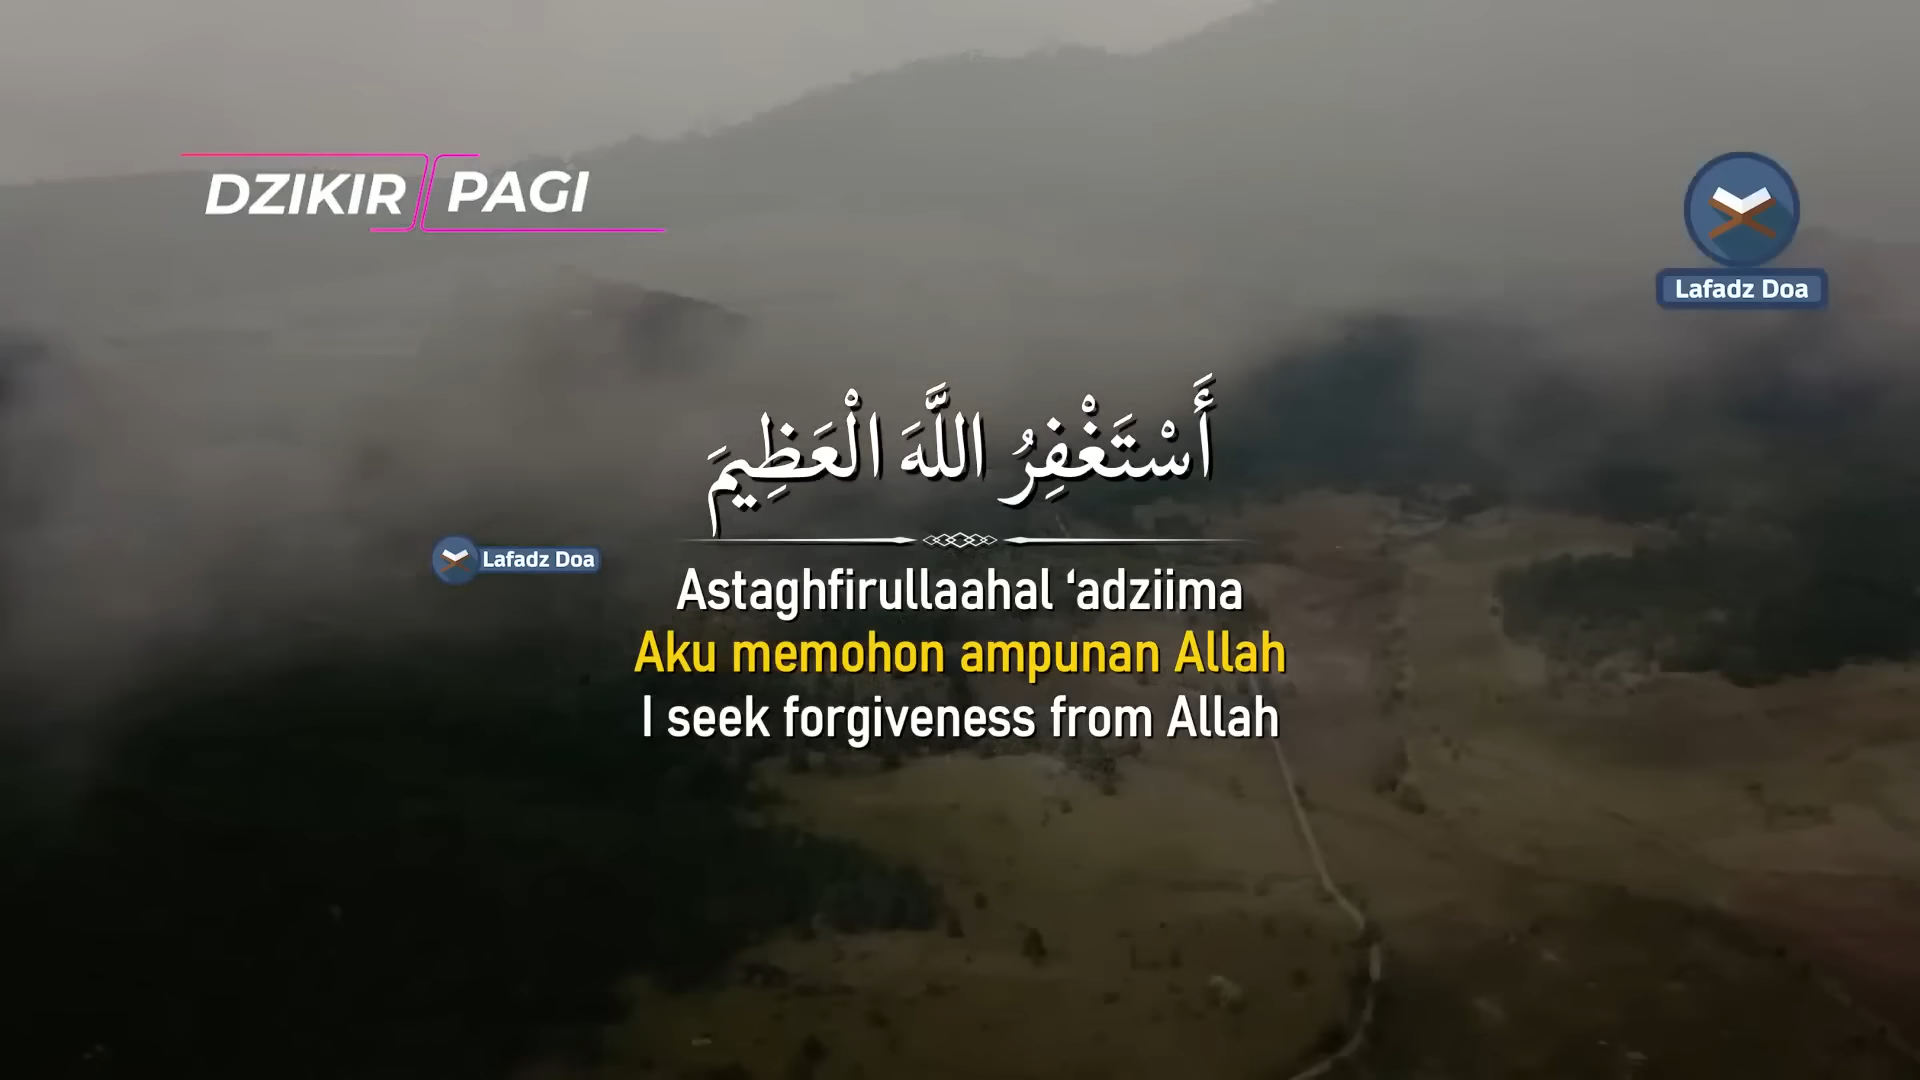 DZIKIR PAGI
Lafadz Doa
أَسْتَغْفِرُ اللَّهَ الْعَظِيمَ
Lafadz Doa
Astaghfirullaahal ‘adziima
Aku memohon ampunan Allah
I seek forgiveness from Allah